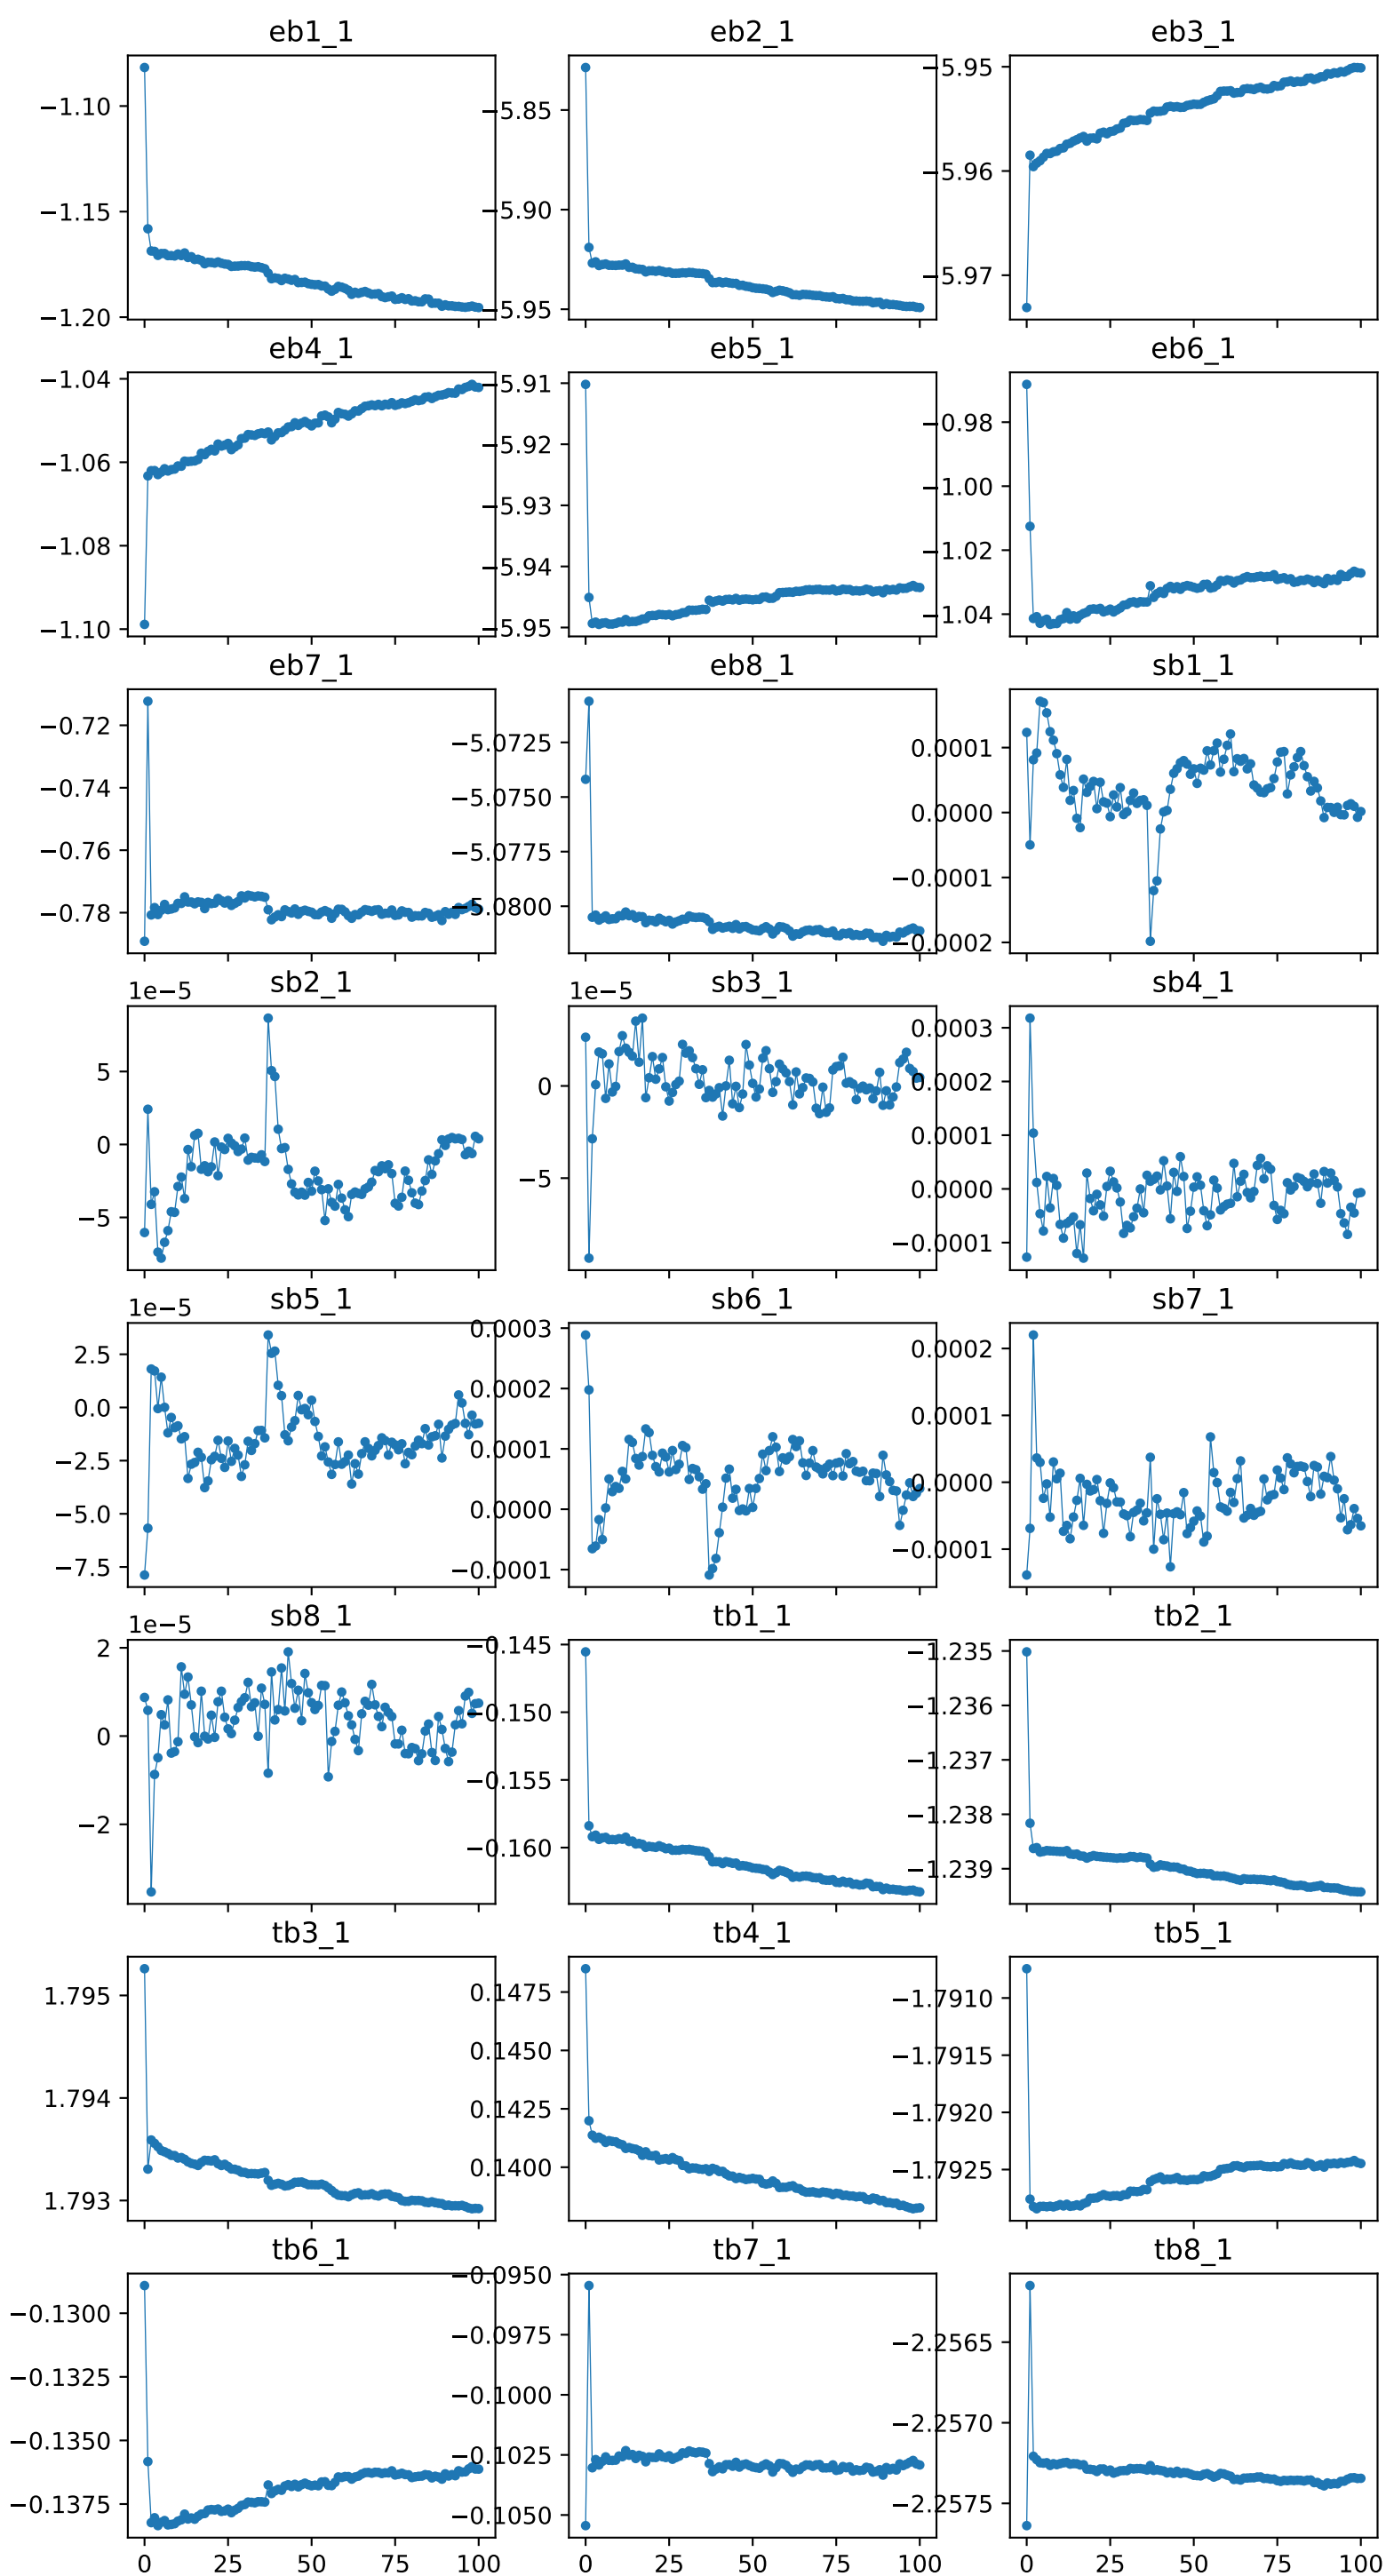 eb1_1 eb2_1 eb3_1
−1.10 −1.15 −1.20
−5.85 −5.90 −5.95
−5.95 −5.96 −5.97
eb4_1 eb5_1 eb6_1
−1.04 −1.06 −1.08 −1.10
−5.91 −5.92 −5.93 −5.94 −5.95
−0.98 −1.00 −1.02 −1.04
eb7_1 eb8_1 sb1_1
−0.72 −0.74 −0.76 −0.78
−5.0725 −5.0750 −5.0775 −5.0800
0.0001 0.0000 −0.0001 −0.0002
sb2_1 sb3_1 sb4_1
1e−5 5 0 −5
1e−5 0 −5
0.0003 0.0002 0.0001 0.0000 −0.0001
sb5_1 sb6_1 sb7_1
1e−5 2.5 0.0 −2.5 −5.0 −7.5
0.0003 0.0002 0.0001 0.0000 −0.0001
0.0002 0.0001 0.0000 −0.0001
sb8_1 tb1_1 tb2_1
1e−5 2 0 −2
−0.145 −0.150 −0.155 −0.160
−1.235 −1.236 −1.237 −1.238 −1.239
tb3_1 tb4_1 tb5_1
1.795 1.794 1.793
0.1475 0.1450 0.1425 0.1400
−1.7910 −1.7915 −1.7920 −1.7925
tb6_1 tb7_1 tb8_1
−0.1300 −0.1325 −0.1350 −0.1375
−0.0950 −0.0975 −0.1000 −0.1025 −0.1050
−2.2565 −2.2570 −2.2575
0 25 50 75 100 0 25 50 75 100 0 25 50 75 100